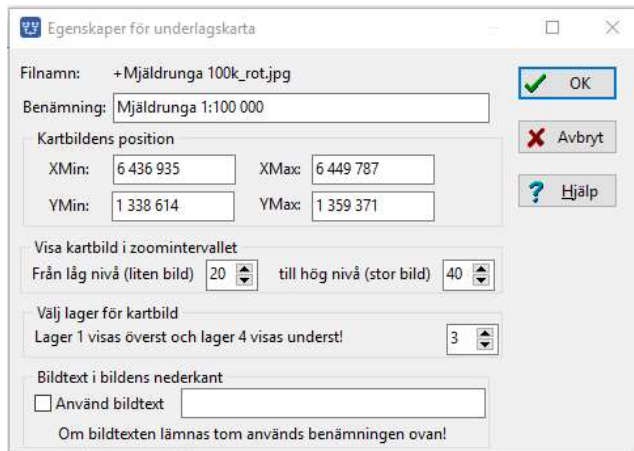 Egenskaper för underlagskarta
Filnamn: +Mjäldrunga 100k_rot.jpg
OK
Benämning: Mjäldrunga 1:100 000
Kartbildens position
Avbryt
XMin: 6 436 935 XMax: 6 449 787
YMin: 1 338 614 YMax: 1 359 371
Hjälp
Visa kartbild i zoomintervallet
Från låg nivå (liten bild) 20 till hög nivå (stor bild) 40
Välj lager för kartbild
Lager 1 visas överst och lager 4 visas underst! 3
Bildtext i bildens nederkant
Använd bildtext
Om bildtexten lämnas tom används benämningen ovan!